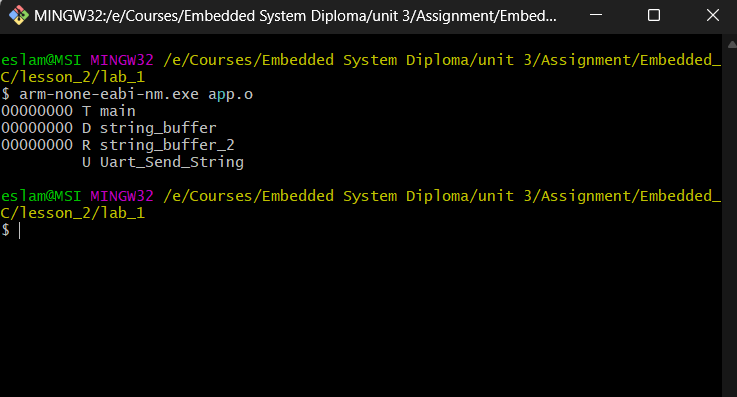 MINGW32:/e/Courses/Embedded System Diploma/unit 3/Assignment/Embed...
eslam@MSI MINGW32 /e/Courses/Embedded System Diploma/unit 3/Assignment/Embedded_
C/lesson_2/lab_1
$ arm-none-eabi-nm.exe app.o
00000000 T main
00000000 D string_buffer
00000000 R string_buffer_2
         U Uart_Send_String
eslam@MSI MINGW32 /e/Courses/Embedded System Diploma/unit 3/Assignment/Embedded_
C/lesson_2/lab_1
$